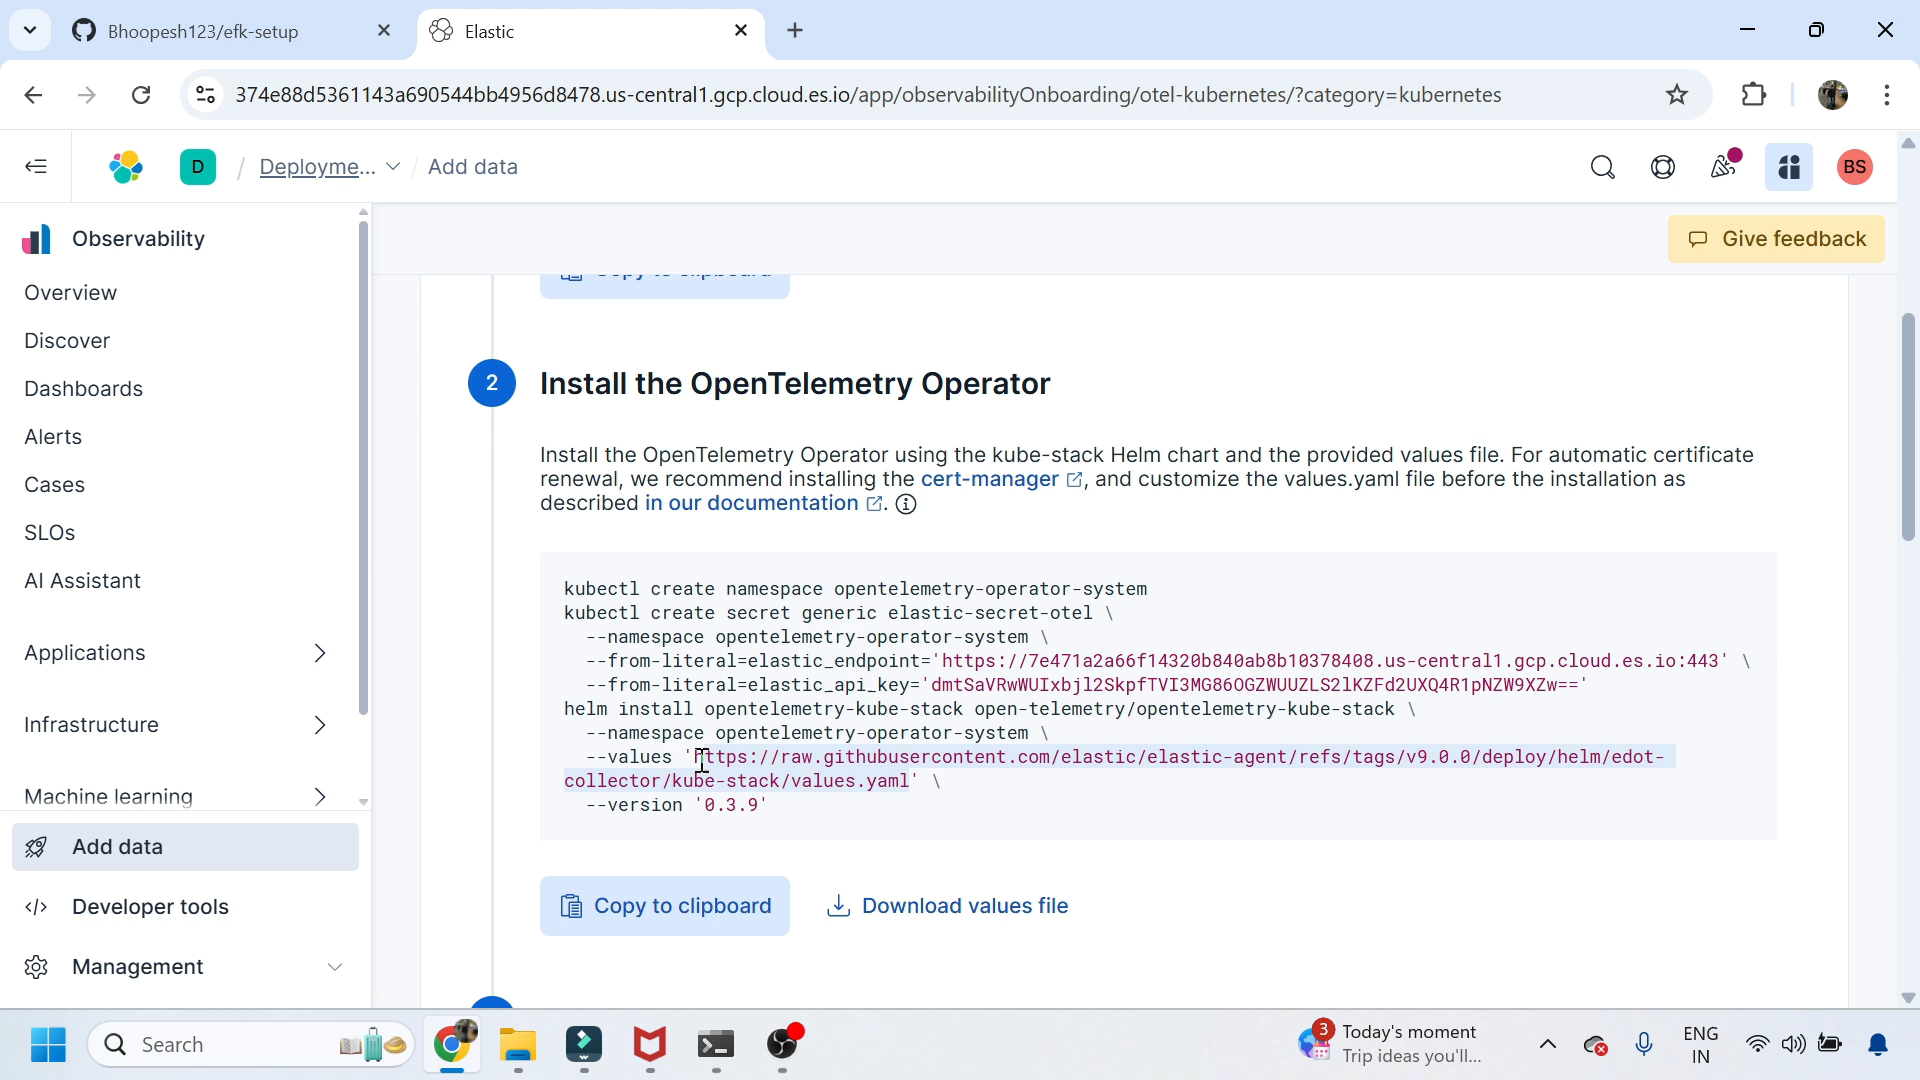 Bhoopesh123/efk-setup
Elastic
374e88d5361143a690544bb4956d8478.us-central1.gcp.cloud.es.io/app/observabilityOnboarding/otel-kubernetes/?category=kubernetes
D / Deployme... / Add data
BS
Observability
Give feedback
Overview
Discover
Dashboards
Alerts
Cases
SLOs
AI Assistant
Applications
Infrastructure
Machine learning
Add data
Developer tools
Management
Copy to clipboard
2
Install the OpenTelemetry Operator
Install the OpenTelemetry Operator using the kube-stack Helm chart and the provided values file. For automatic certificate
renewal, we recommend installing the cert-manager, and customize the values.yaml file before the installation as
described in our documentation.
kubectl create namespace opentelemetry-operator-system
kubectl create secret generic elastic-secret-otel \
--namespace opentelemetry-operator-system \
--from-literal=elastic_endpoint='https://7e471a2a66f14320b840ab8b10378408.us-central1.gcp.cloud.es.io:443' \
--from-literal=elastic_api_key='dmtSaVRwWUIxbjl2SkpfTVI3MG86OGZWUUZLS2lKZFd2UXQ4R1pNZW9XZw=='
helm install opentelemetry-kube-stack open-telemetry/opentelemetry-kube-stack \
--namespace opentelemetry-operator-system \
--values 'https://raw.githubusercontent.com/elastic/elastic-agent/refs/tags/v9.0.0/deploy/helm/edot-
collector/kube-stack/values.yaml' \
--version '0.3.9'
Copy to clipboard
Download values file
Search
3
Today's moment
Trip ideas you'll...
ENG
IN